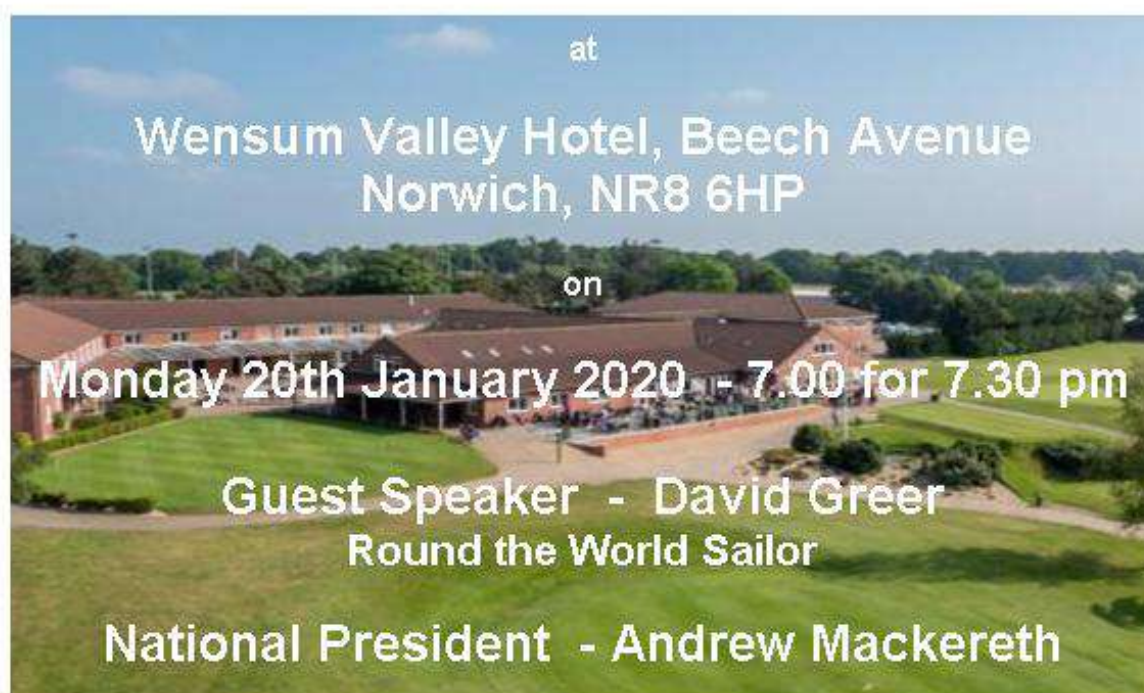 at
Wensum Valley Hotel, Beech Avenue
Norwich, NR8 6HP
on
Monday 20th January 2020 - 7.00 for 7.30 pm
Guest Speaker - David Greer
Round the World Sailor
National President - Andrew Mackereth